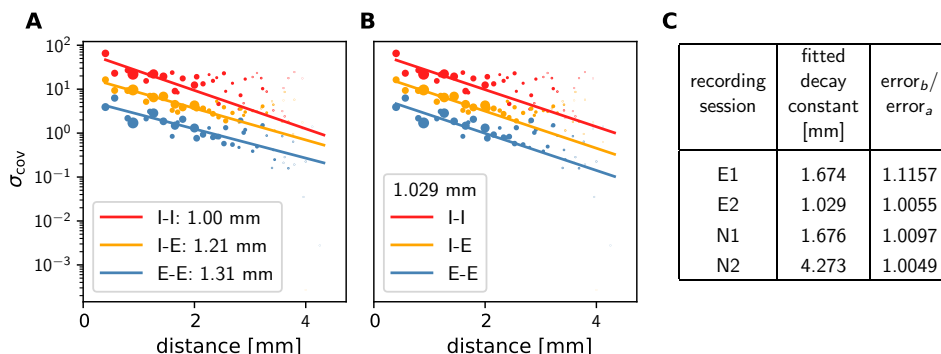 A
B
C
σcov
10²
10¹
10⁰
10⁻¹
10⁻²
10⁻³
I-I: 1.00 mm
I-E: 1.21 mm
E-E: 1.31 mm
0
2
4
distance [mm]
1.029 mm
I-I
I-E
E-E
0
2
4
distance [mm]
recording session
fitted decay constant [mm]
error_b/ error_a
E1 1.674 1.1157
E2 1.029 1.0055
N1 1.676 1.0097
N2 4.273 1.0049